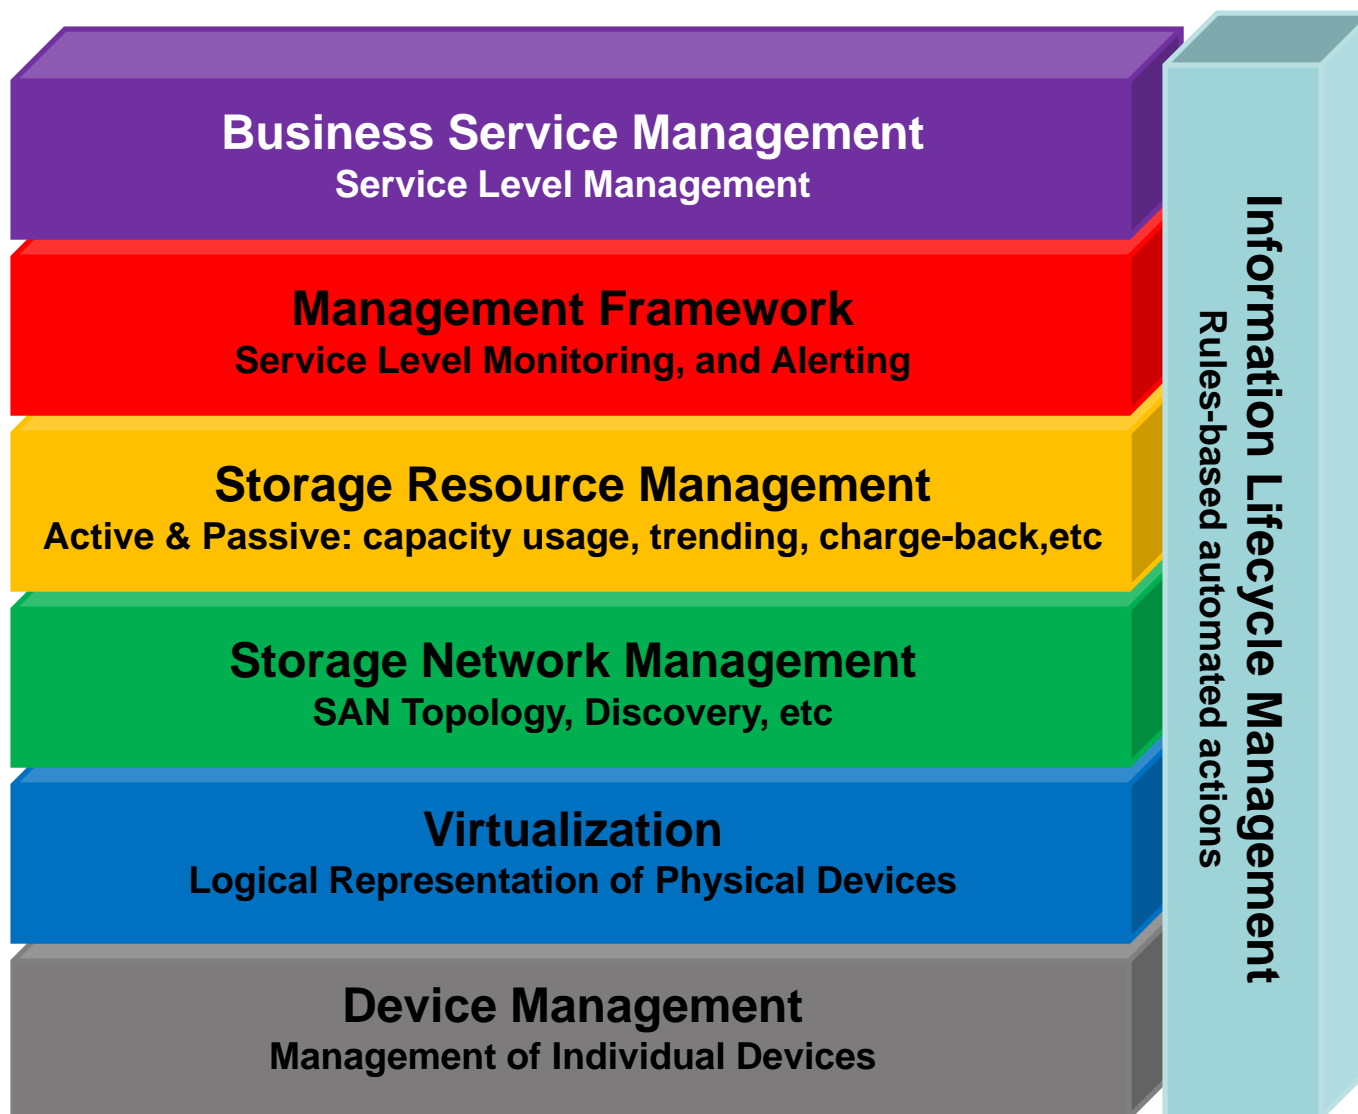 Business Service Management
Service Level Management
Management Framework
Service Level Monitoring, and Alerting
Storage Resource Management
Active & Passive: capacity usage, trending, charge-back,etc
Storage Network Management
SAN Topology, Discovery, etc
Virtualization
Logical Representation of Physical Devices
Device Management
Management of Individual Devices
Information Lifecycle Management
Rules-based automated actions